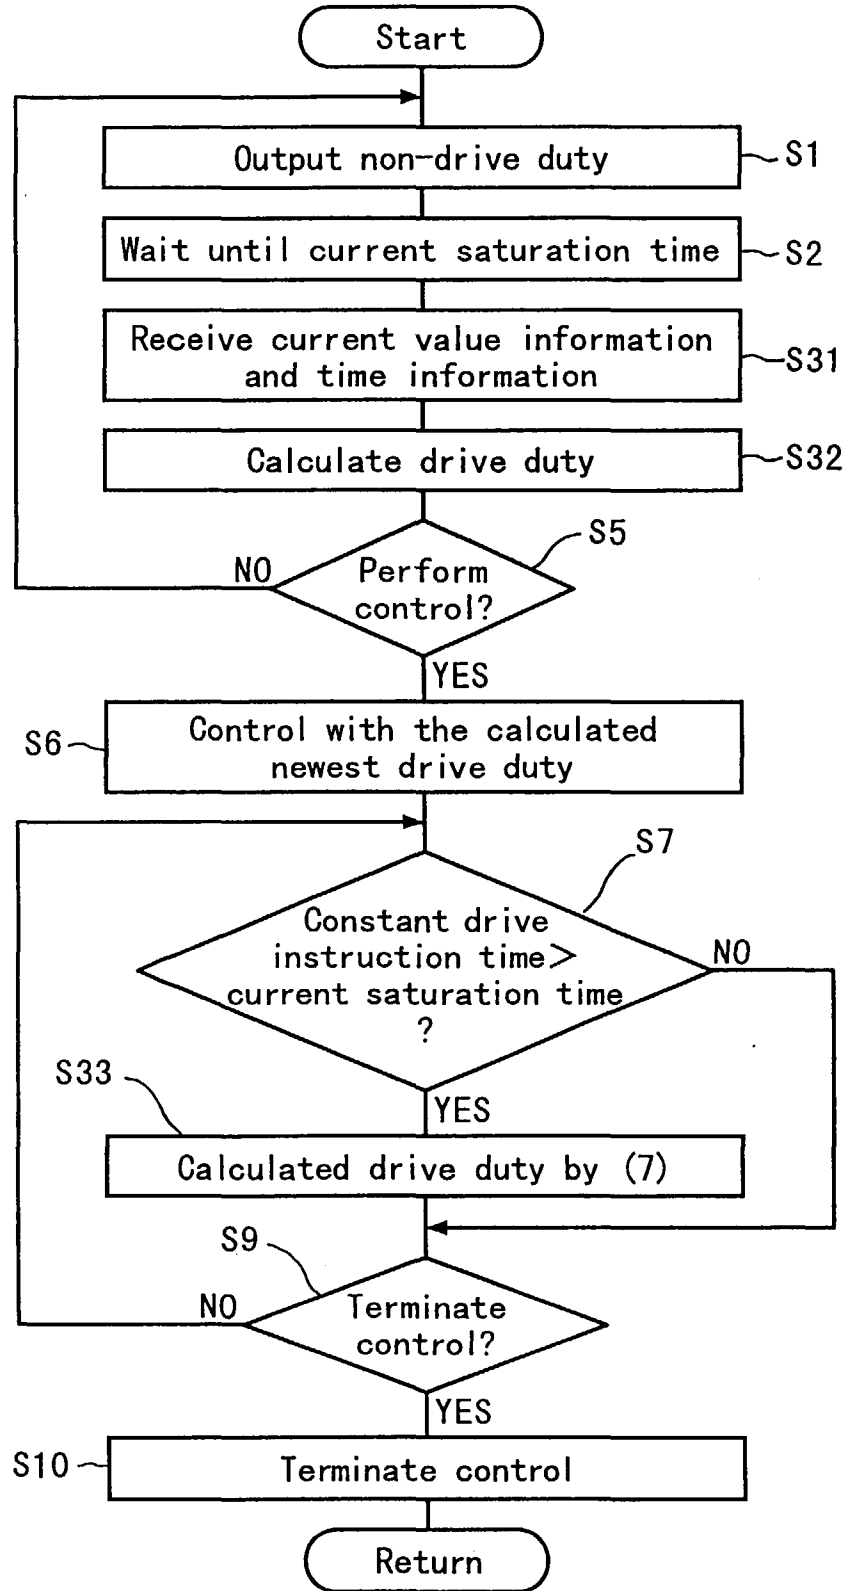 Start
Output non-drive duty
S1
Wait until current saturation time
S2
Receive current value information
and time information
S31
Calculate drive duty
S32
S5
NO
Perform
control?
YES
S6
Control with the calculated
newest drive duty
S7
Constant drive
instruction time>
current saturation time
?
NO
S33
YES
Calculated drive duty by (7)
S9
NO
Terminate
control?
YES
S10
Terminate control
Return